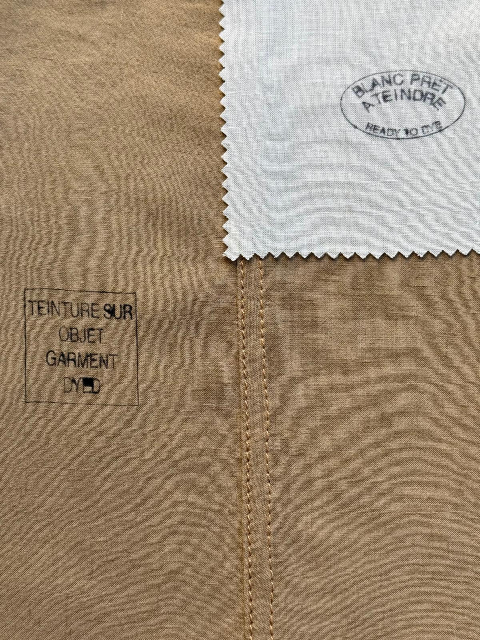 BLANC PRET
A TEINDRE
READY TO DYE
TEINTURE SUR
OBJET
GARMENT
DYED